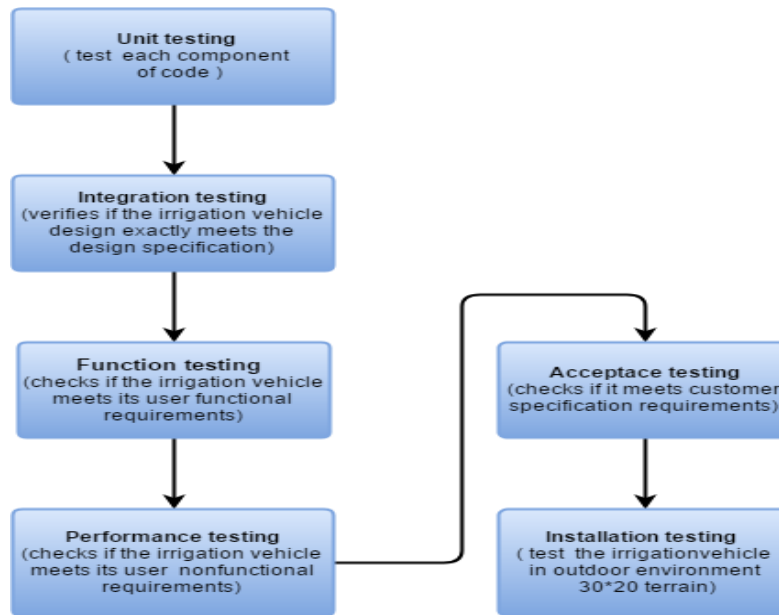 Unit testing
( test each component
of code )
Integration testing
(verifies if the irrigation vehicle
design exactly meets the
design specification)
Function testing
(checks if the irrigation vehicle
meets its user functional
requirements)
Performance testing
(checks if the irrigation vehicle
meets its user nonfunctional
requirements)
Acceptace testing
(checks if it meets customer
specification requirements)
Installation testing
( test the irrigationvehicle
in outdoor environment
30*20 terrain)